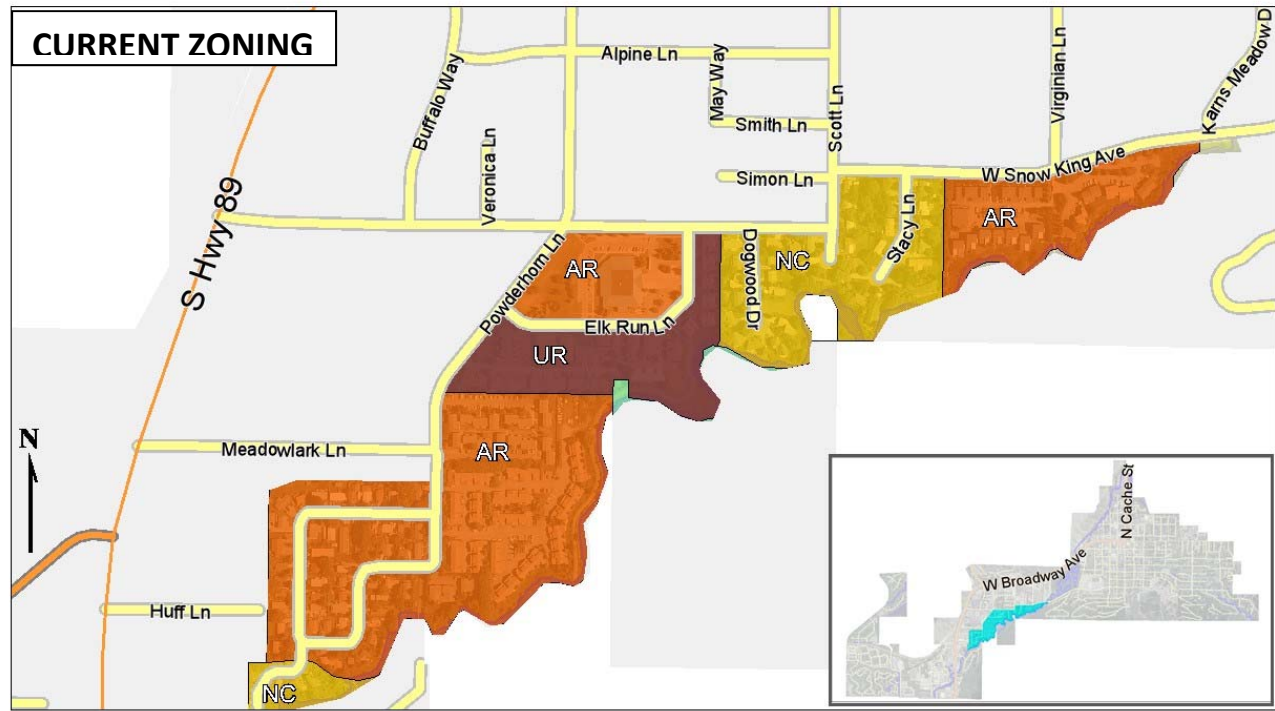 CURRENT ZONING
Alpine Ln
Buffalo Way
May Way
Scott Ln
Virginian Ln
Karns Meadow D
Smith Ln
Veronica Ln
Simon Ln
W Snow King Ave
S Hwy 89
Stacy Ln
AR
Dogwood Dr
NC
Powderhorn Ln
AR
Elk Run Ln
UR
N
Meadowlark Ln
AR
Huff Ln
NC
N Cache St
W Broadway Ave